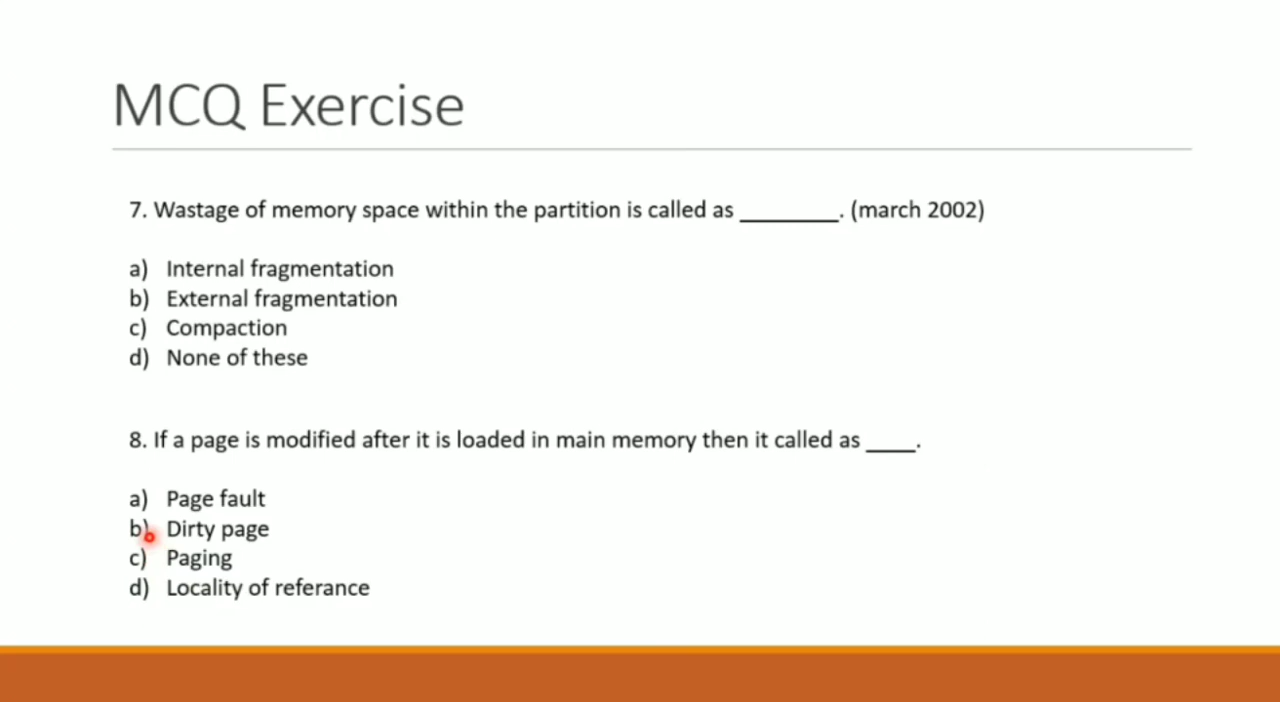 MCQ Exercise
7. Wastage of memory space within the partition is called as ________. (march 2002)
a) Internal fragmentation
b) External fragmentation
c) Compaction
d) None of these
8. If a page is modified after it is loaded in main memory then it called as ____.
a) Page fault
b) Dirty page
c) Paging
d) Locality of referance